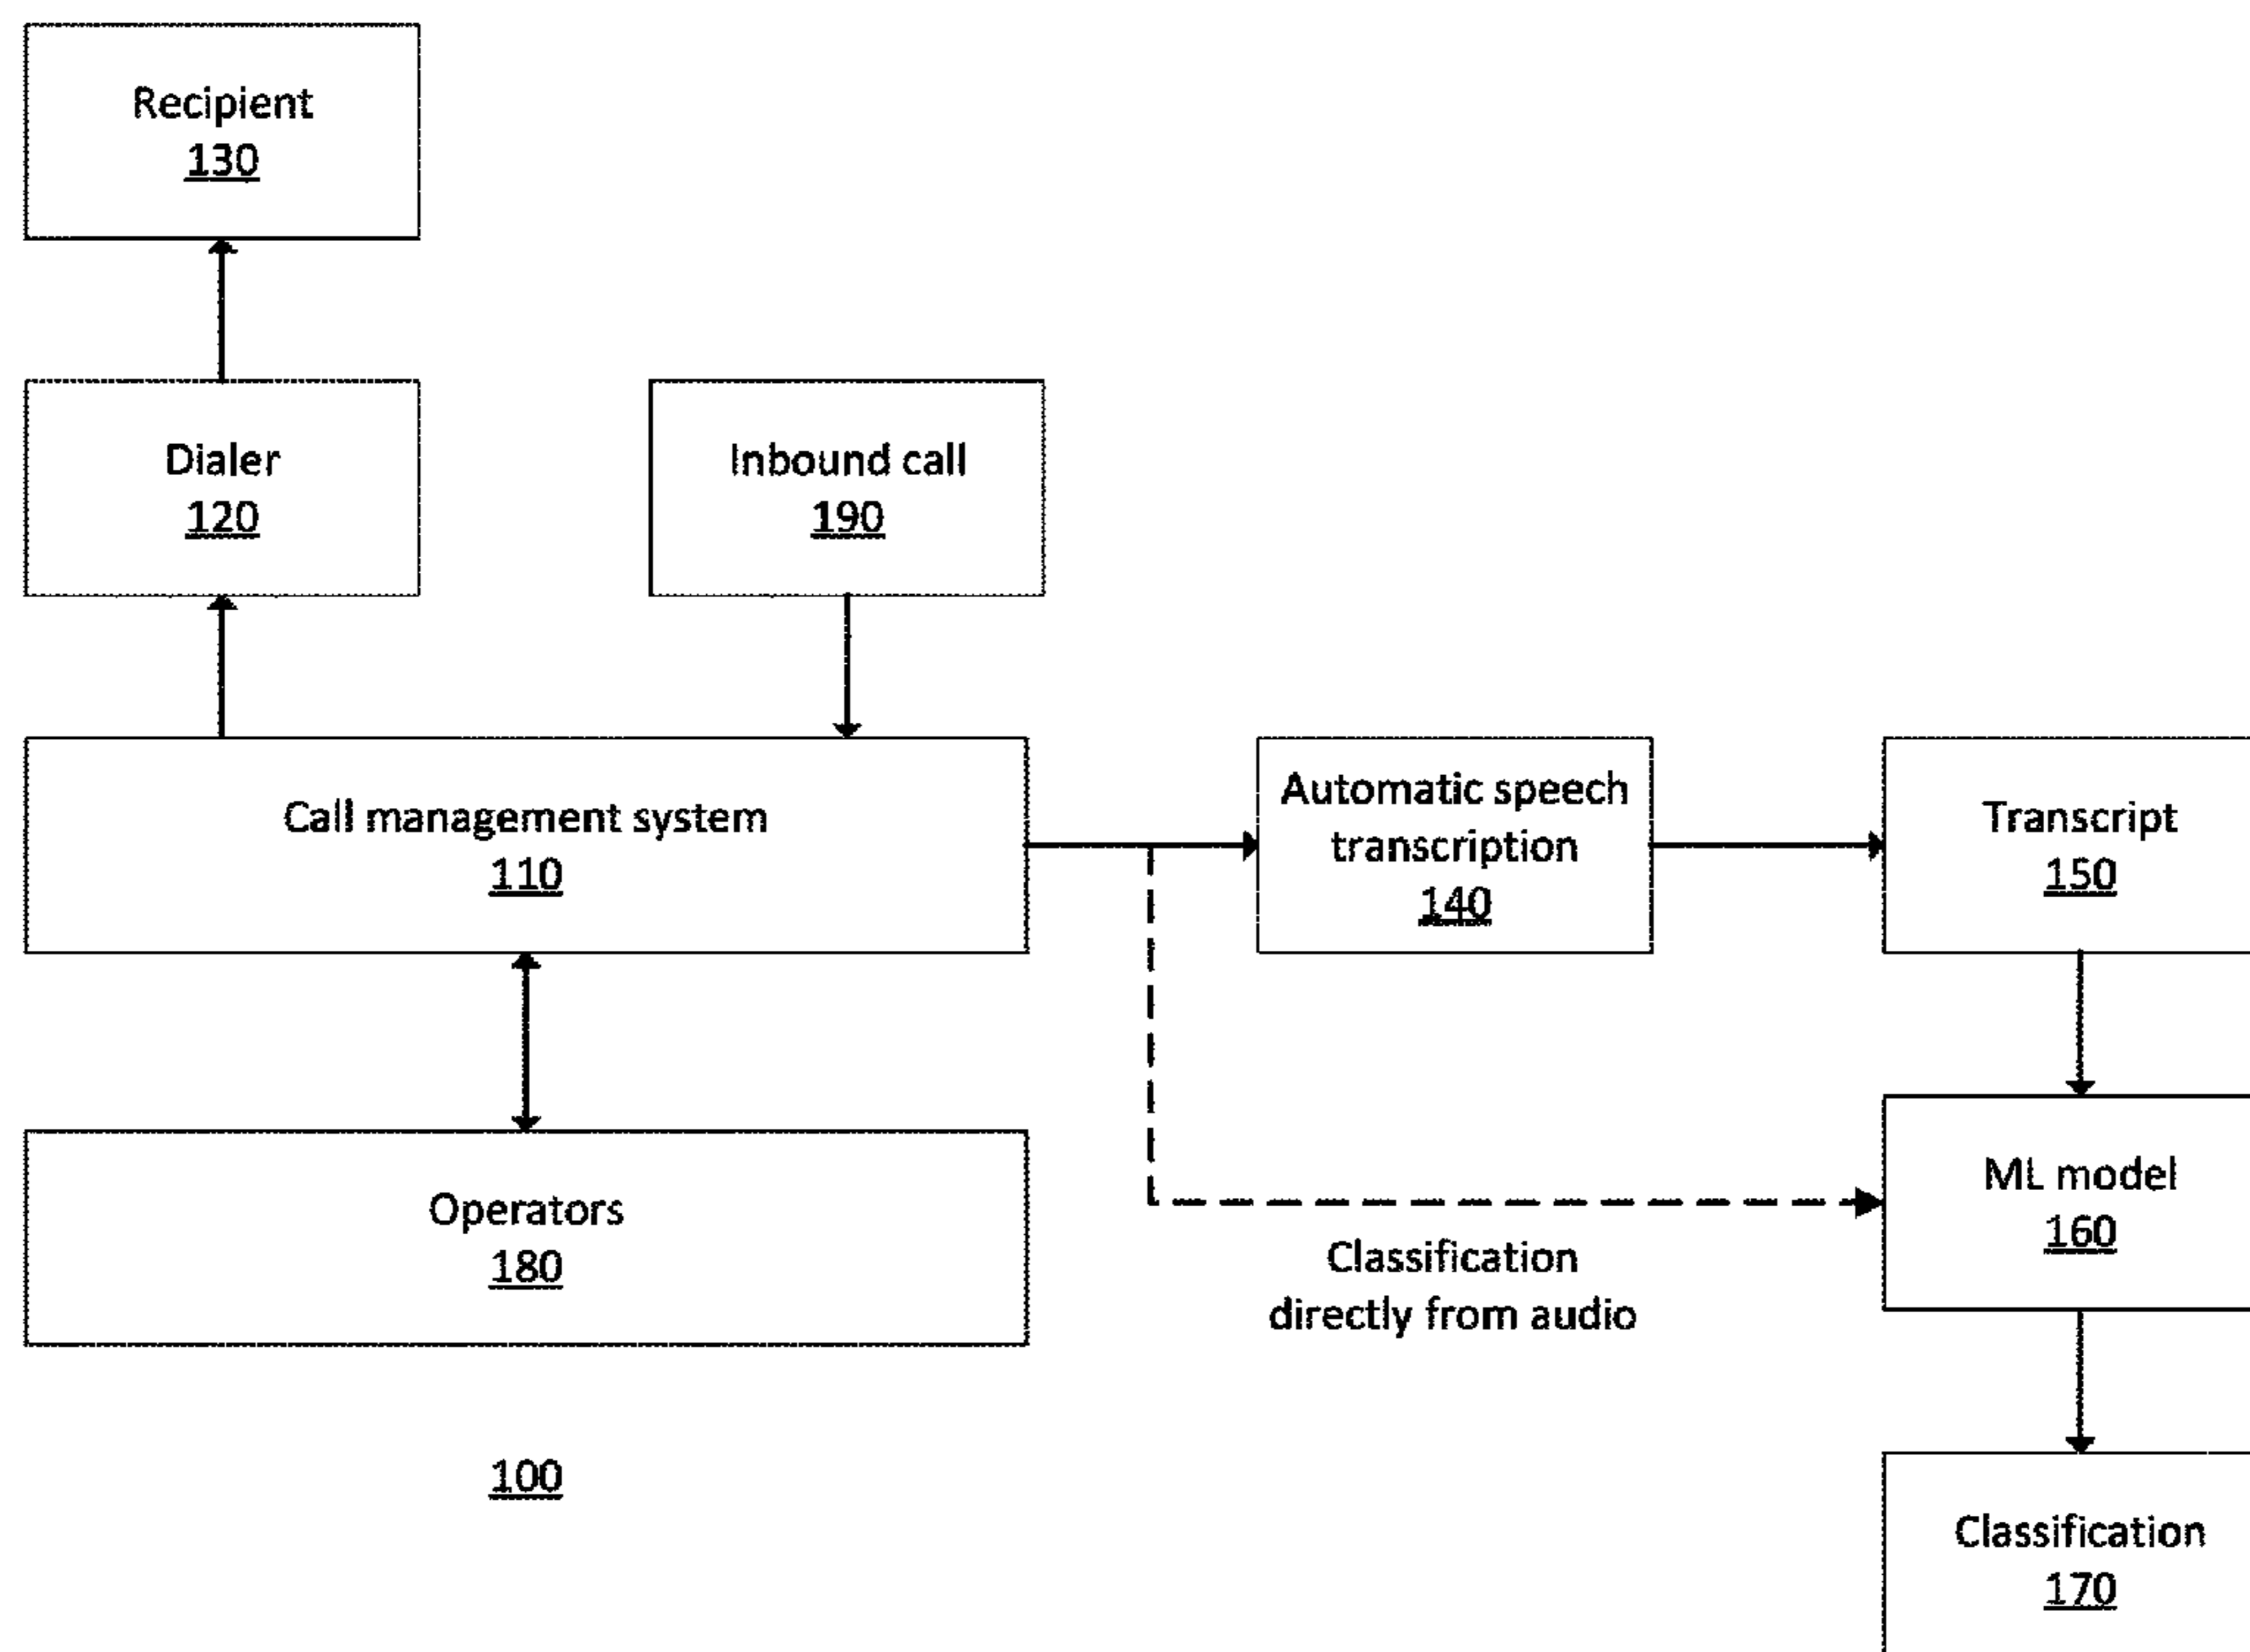 Recipient
130
Dialer
120
Inbound call
190
Call management system
110
Automatic speech
transcription
140
Transcript
150
Operators
180
Classification
directly from audio
ML model
160
100
Classification
170